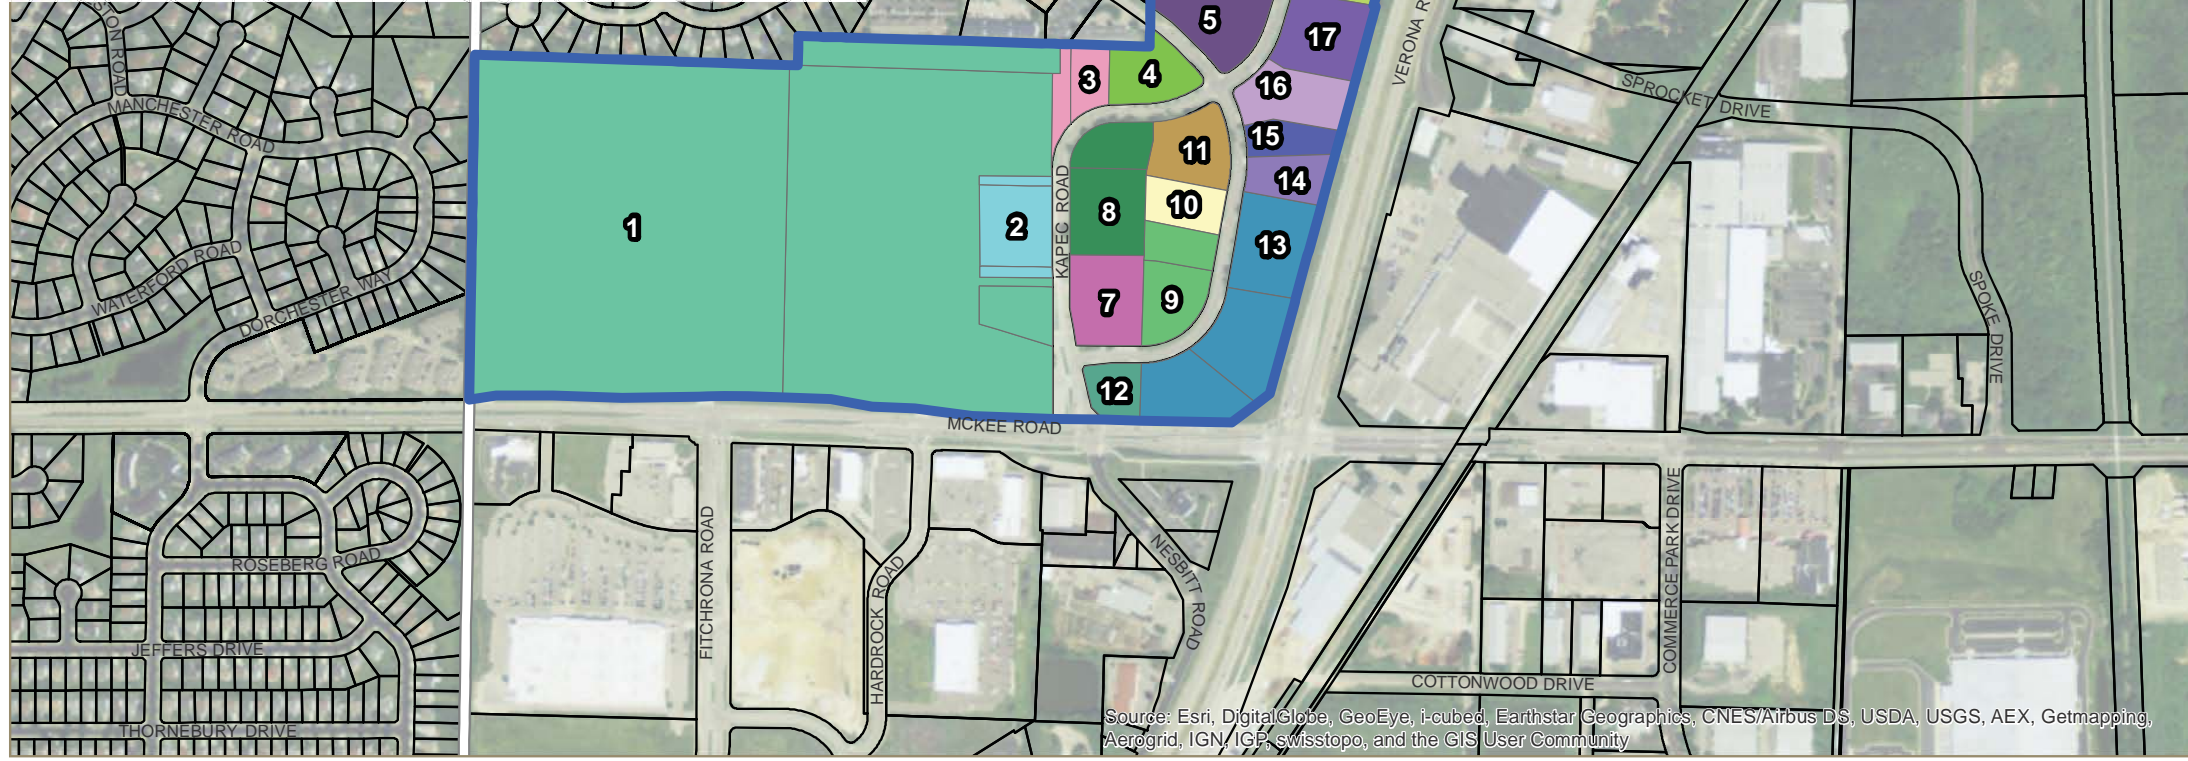 5
17
VERONA R
3
4
16
SPROCKET DRIVE
TON ROAD
MANCHESTER ROAD
11
15
14
8
10
2
KAPEC ROAD
1
13
WATERFORD ROAD
DORCHESTER WAY
7
9
SPOKE DRIVE
12
MCKEE ROAD
FITCHRONA ROAD
HARDROCK ROAD
NESBITT ROAD
COMMERCE PARK DRIVE
ROSEBERG ROAD
JEFFERS DRIVE
COTTONWOOD DRIVE
THORNEBURY DRIVE
Source: Esri, DigitalGlobe, GeoEye, i-cubed, Earthstar Geographics, CNES/Airbus DS, USDA, USGS, AEX, Getmapping,
Aerogrid, IGN, IGP, swisstopo, and the GIS User Community